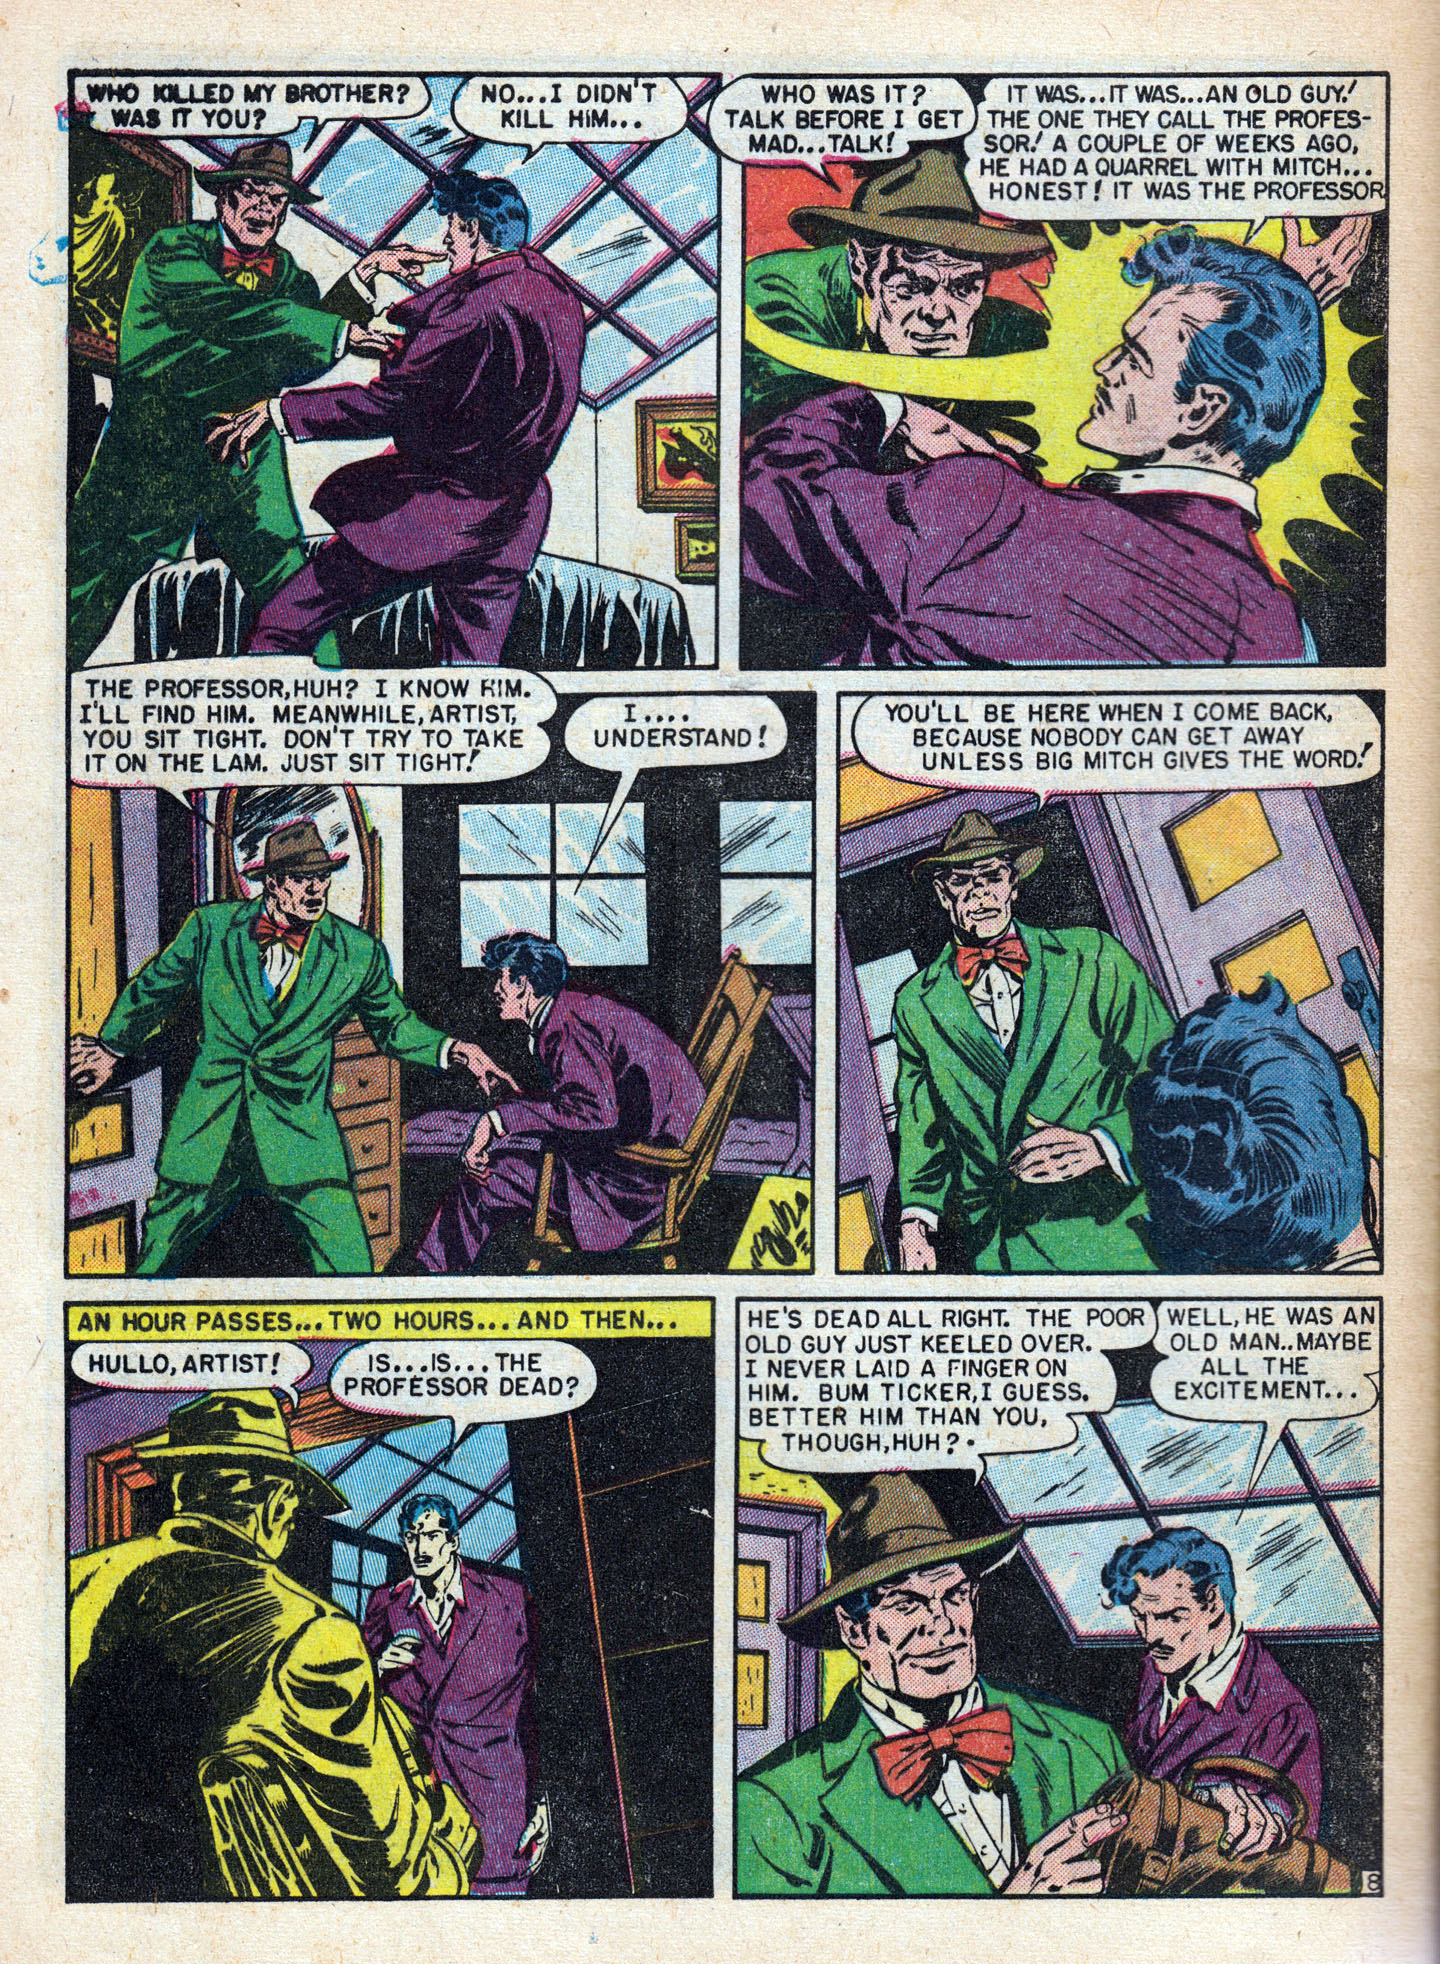 WHO KILLED MY BROTHER?
WAS IT YOU?
NO...I DIDN'T
KILL HIM...
WHO WAS IT?
TALK BEFORE I GET
MAD...TALK!
IT WAS...IT WAS...AN OLD GUY!
THE ONE THEY CALL THE PROFES-
SOR! A COUPLE OF WEEKS AGO,
HE HAD A QUARREL WITH MITCH...
HONEST! IT WAS THE PROFESSOR
THE PROFESSOR, HUH? I KNOW HIM.
I'LL FIND HIM. MEANWHILE, ARTIST,
YOU SIT TIGHT. DON'T TRY TO TAKE
IT ON THE LAM. JUST SIT TIGHT!
I....
UNDERSTAND!
YOU'LL BE HERE WHEN I COME BACK,
BECAUSE NOBODY CAN GET AWAY
UNLESS BIG MITCH GIVES THE WORD!
AN HOUR PASSES...TWO HOURS...AND THEN...
HULLO, ARTIST!
IS...IS...THE
PROFESSOR DEAD?
HE'S DEAD ALL RIGHT. THE POOR
OLD GUY JUST KEELED OVER.
I NEVER LAID A FINGER ON
HIM. BUM TICKER, I GUESS.
BETTER HIM THAN YOU,
THOUGH, HUH?
WELL, HE WAS AN
OLD MAN..MAYBE
ALL THE
EXCITEMENT...
8